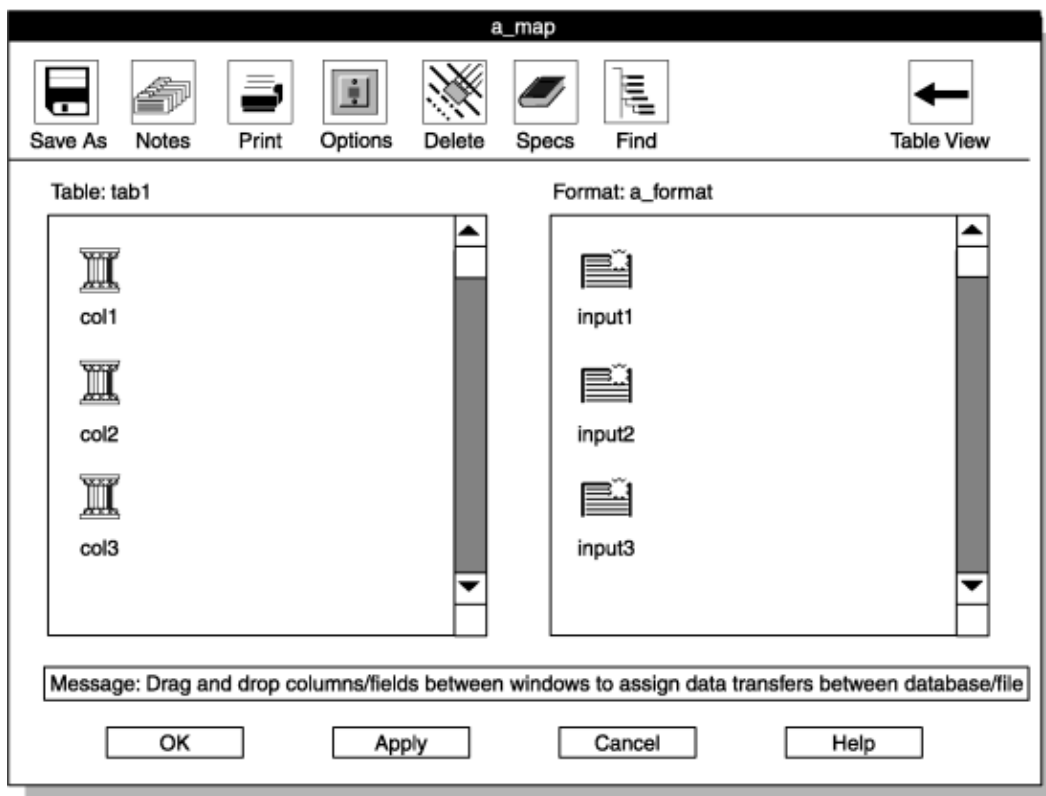 a_map
Save As Notes Print Options Delete Specs Find Table View
Table: tab1 Format: a_format
col1 input1
col2 input2
col3 input3
Message: Drag and drop columns/fields between windows to assign data transfers between database/file
OK Apply Cancel Help